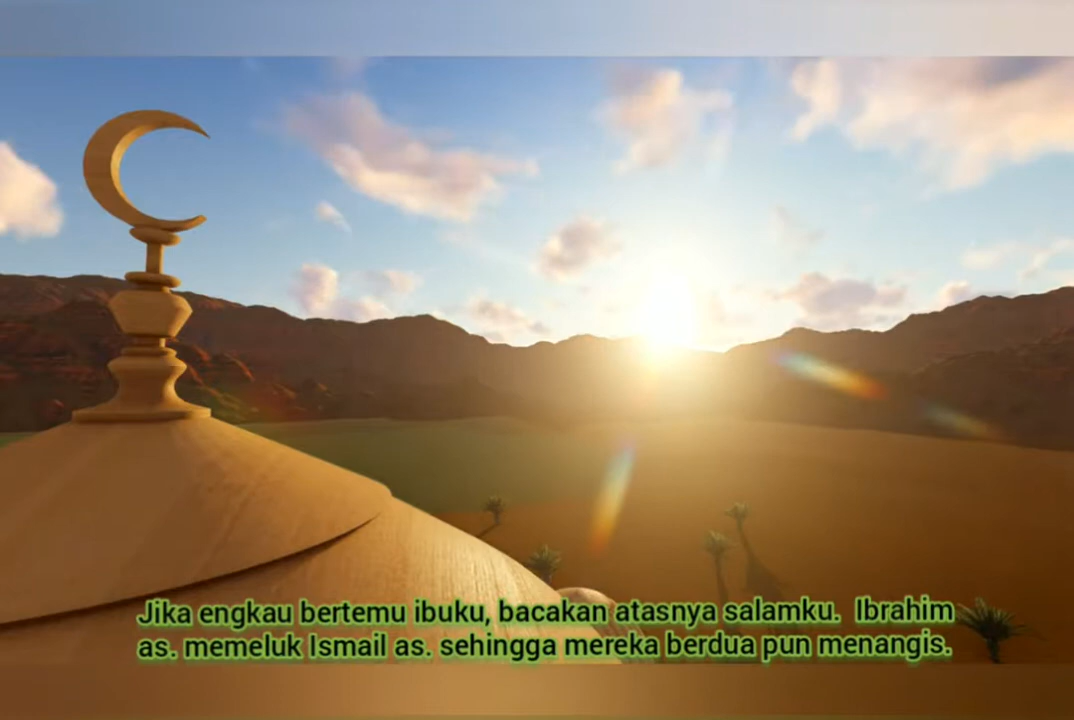 Jika engkau bertemu ibuku, bacakan atasnya salamku.  Ibrahim
as. memeluk Ismail as. sehingga mereka berdua pun menangis.